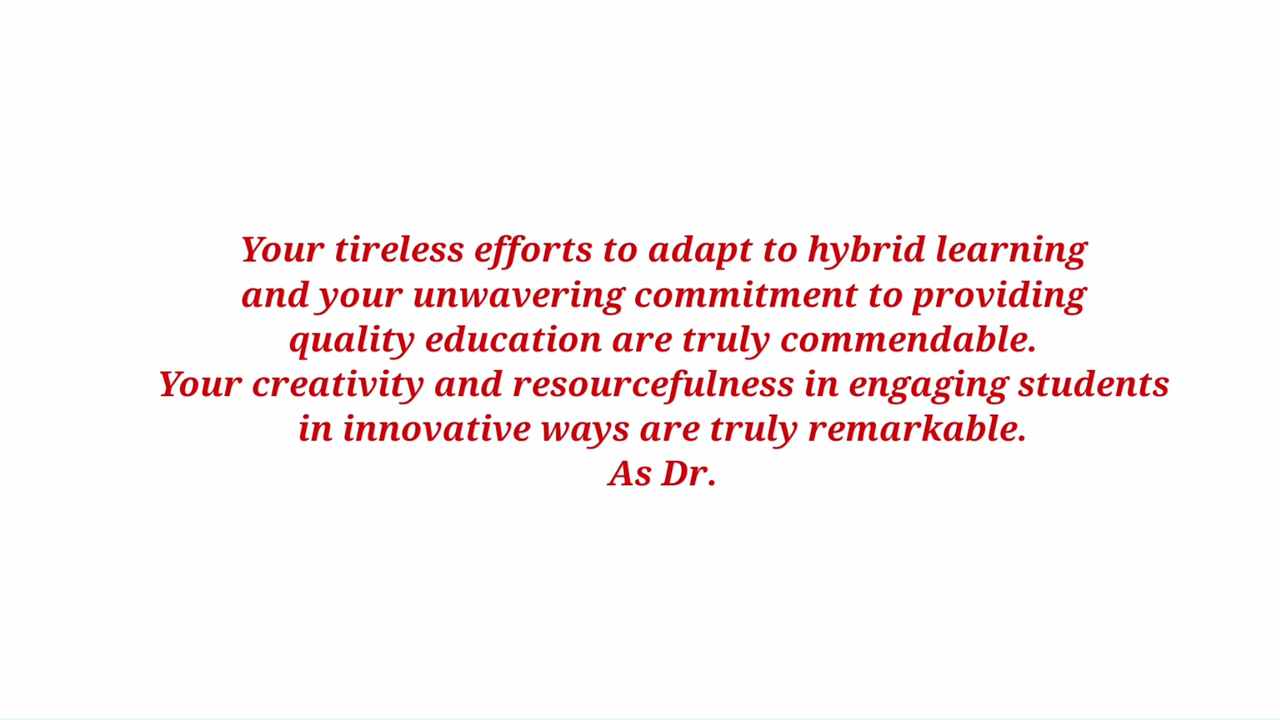 Your tireless efforts to adapt to hybrid learning
and your unwavering commitment to providing
quality education are truly commendable.
Your creativity and resourcefulness in engaging students
in innovative ways are truly remarkable.
As Dr.